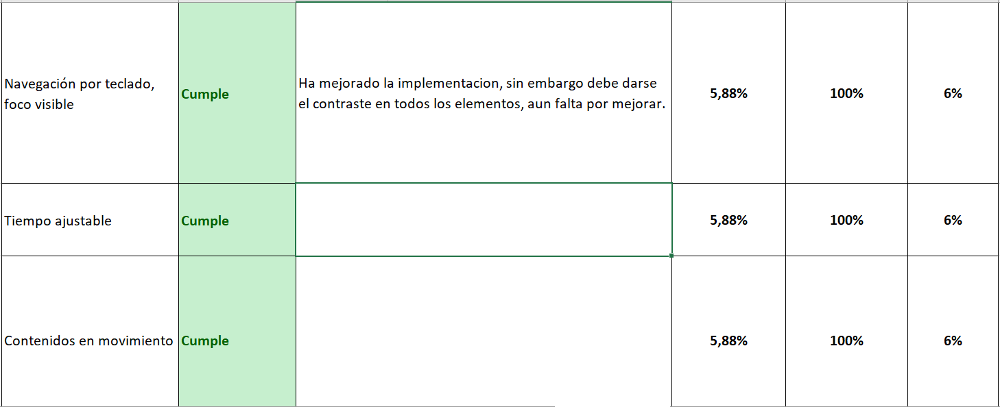 Navegación por teclado,
foco visible
Cumple
Ha mejorado la implementacion, sin embargo debe darse
el contraste en todos los elementos, aun falta por mejorar.
5,88%
100%
6%
Tiempo ajustable
Cumple
5,88%
100%
6%
Contenidos en movimiento
Cumple
5,88%
100%
6%